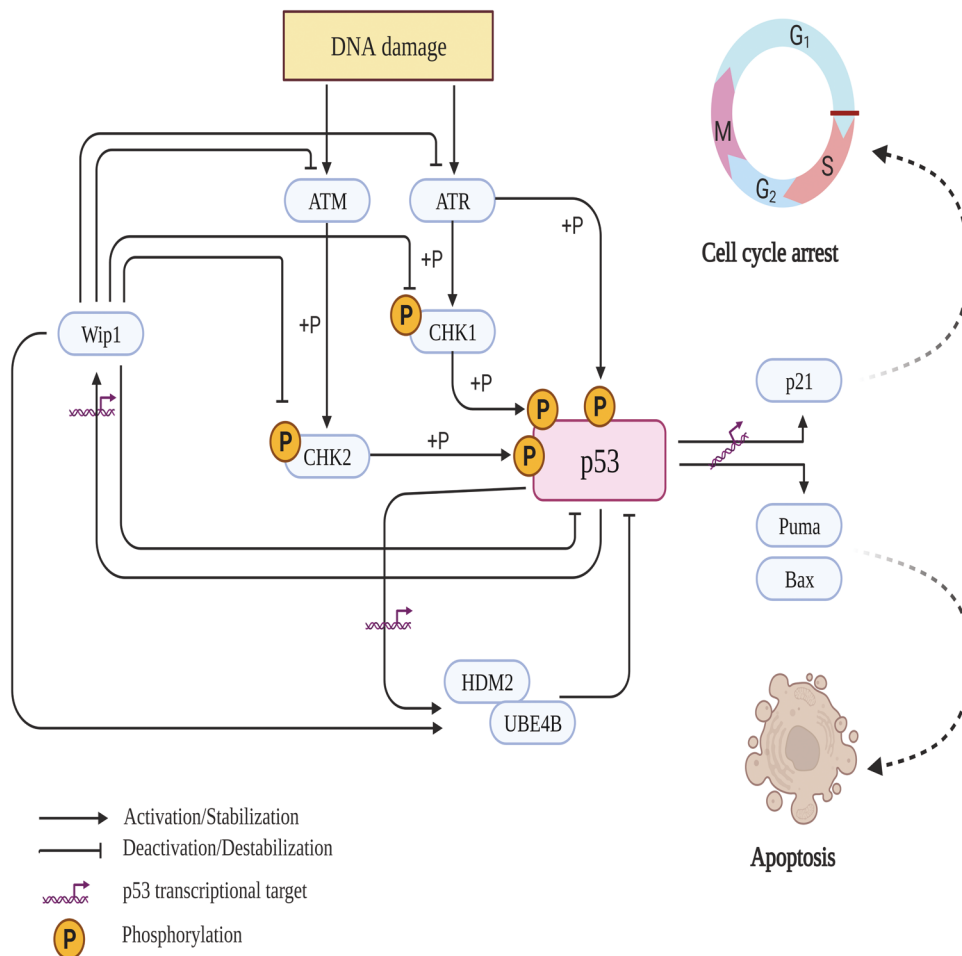 DNA damage
G1
M
S
G2
ATM
ATR
+P
+P
Cell cycle arrest
+P
P
CHK1
Wip1
+P
p21
P
P
P
CHK2
+P
P
p53
Puma
Bax
HDM2
UBE4B
Activation/Stabilization
Deactivation/Destabilization
Apoptosis
p53 transcriptional target
P
Phosphorylation